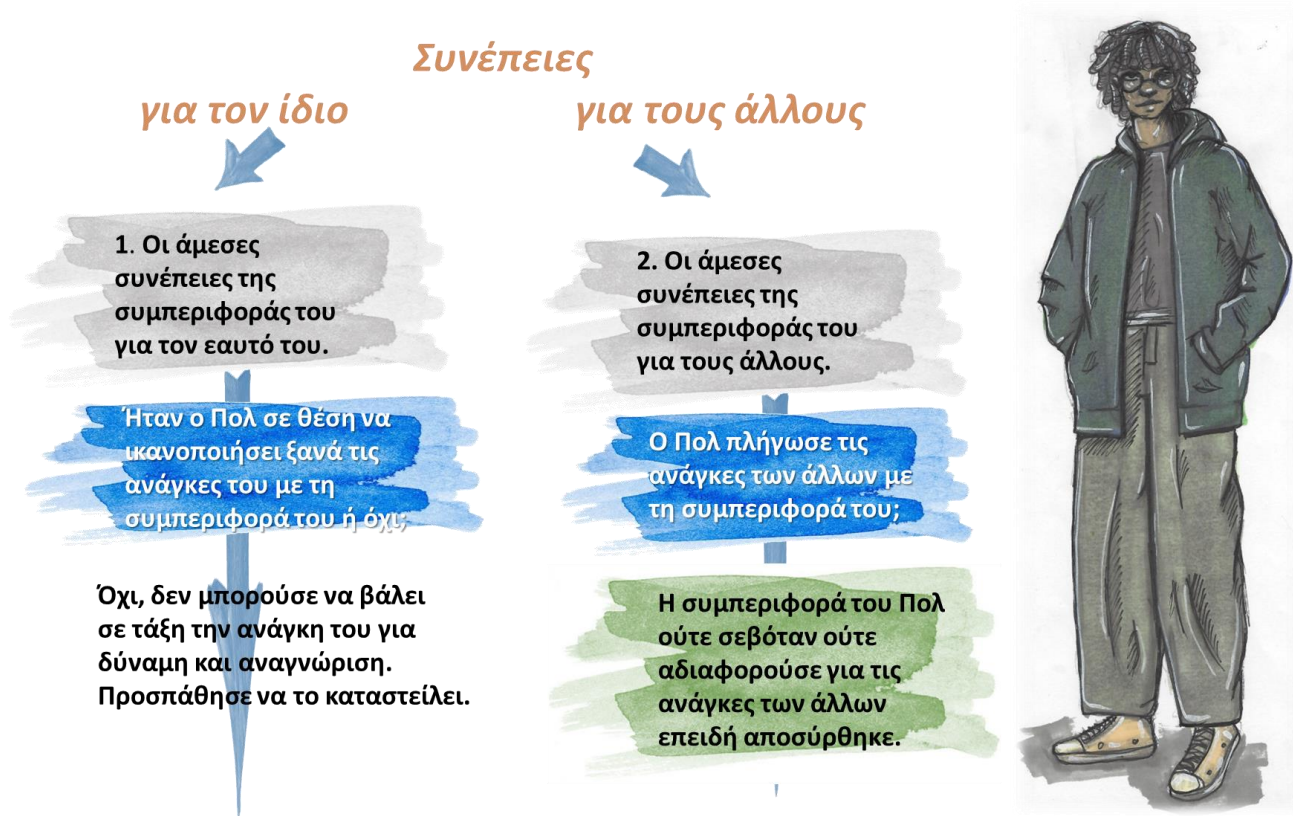 Συνέπειες
για τον ίδιο
για τους άλλους
1. Οι άμεσες
συνέπειες της
συμπεριφοράς του
για τον εαυτό του.
Ήταν ο Πολ σε θέση να
ικανοποιήσει ξανά τις
ανάγκες του με τη
συμπεριφορά του ή όχι;
Όχι, δεν μπορούσε να βάλει
σε τάξη την ανάγκη του για
δύναμη και αναγνώριση.
Προσπάθησε να το καταστείλει.
2. Οι άμεσες
συνέπειες της
συμπεριφοράς του
για τους άλλους.
Ο Πολ πλήγωσε τις
ανάγκες των άλλων με
τη συμπεριφορά του;
Η συμπεριφορά του Πολ
ούτε σεβόταν ούτε
αδιαφορούσε για τις
ανάγκες των άλλων
επειδή αποσύρθηκε.